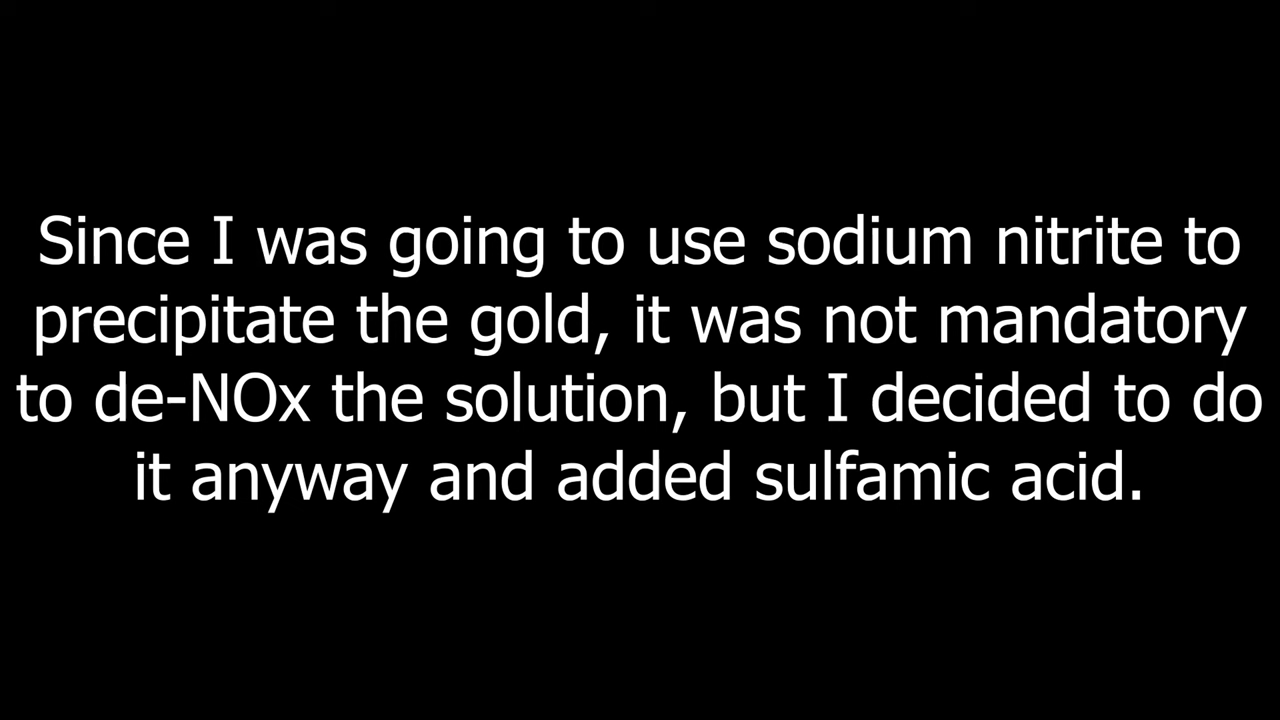 Since I was going to use sodium nitrite to
precipitate the gold, it was not mandatory
to de-NOx the solution, but I decided to do
it anyway and added sulfamic acid.